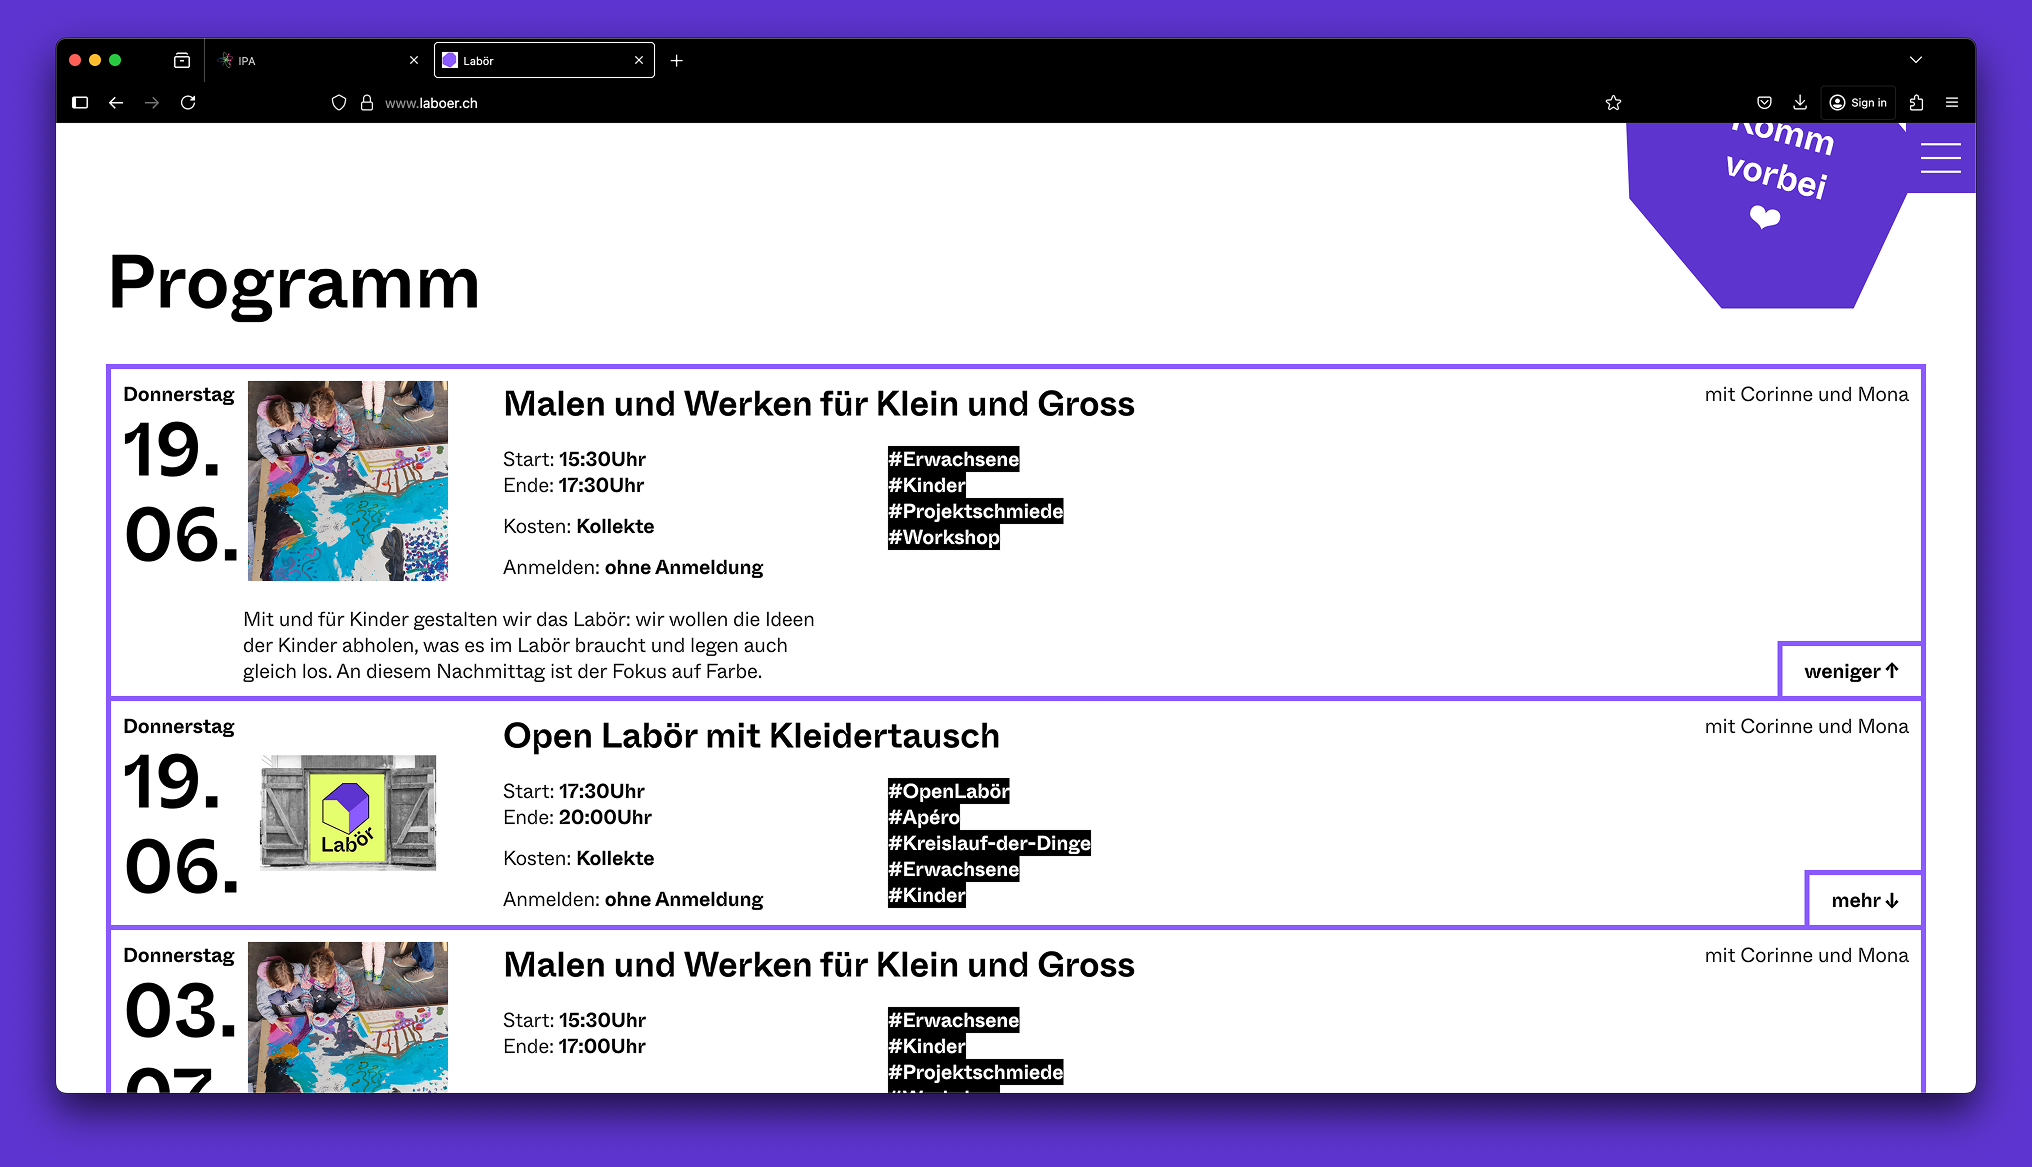 IPA
Labör
www.laboer.ch
Sign in
Komm
vorbei
Programm
Donnerstag
19.
06.
Malen und Werken für Klein und Gross
Start: 15:30Uhr
Ende: 17:30Uhr
Kosten: Kollekte
Anmelden: ohne Anmeldung
#Erwachsene
#Kinder
#Projektschmiede
#Workshop
mit Corinne und Mona
Mit und für Kinder gestalten wir das Labör: wir wollen die Ideen
der Kinder abholen, was es im Labör braucht und legen auch
gleich los. An diesem Nachmittag ist der Fokus auf Farbe.
weniger ↑
Donnerstag
19.
06.
Labör
Open Labör mit Kleidertausch
Start: 17:30Uhr
Ende: 20:00Uhr
Kosten: Kollekte
Anmelden: ohne Anmeldung
#OpenLabör
#Apéro
#Kreislauf-der-Dinge
#Erwachsene
#Kinder
mit Corinne und Mona
mehr ↓
Donnerstag
03.
07.
Malen und Werken für Klein und Gross
Start: 15:30Uhr
Ende: 17:00Uhr
#Erwachsene
#Kinder
#Projektschmiede
mit Corinne und Mona